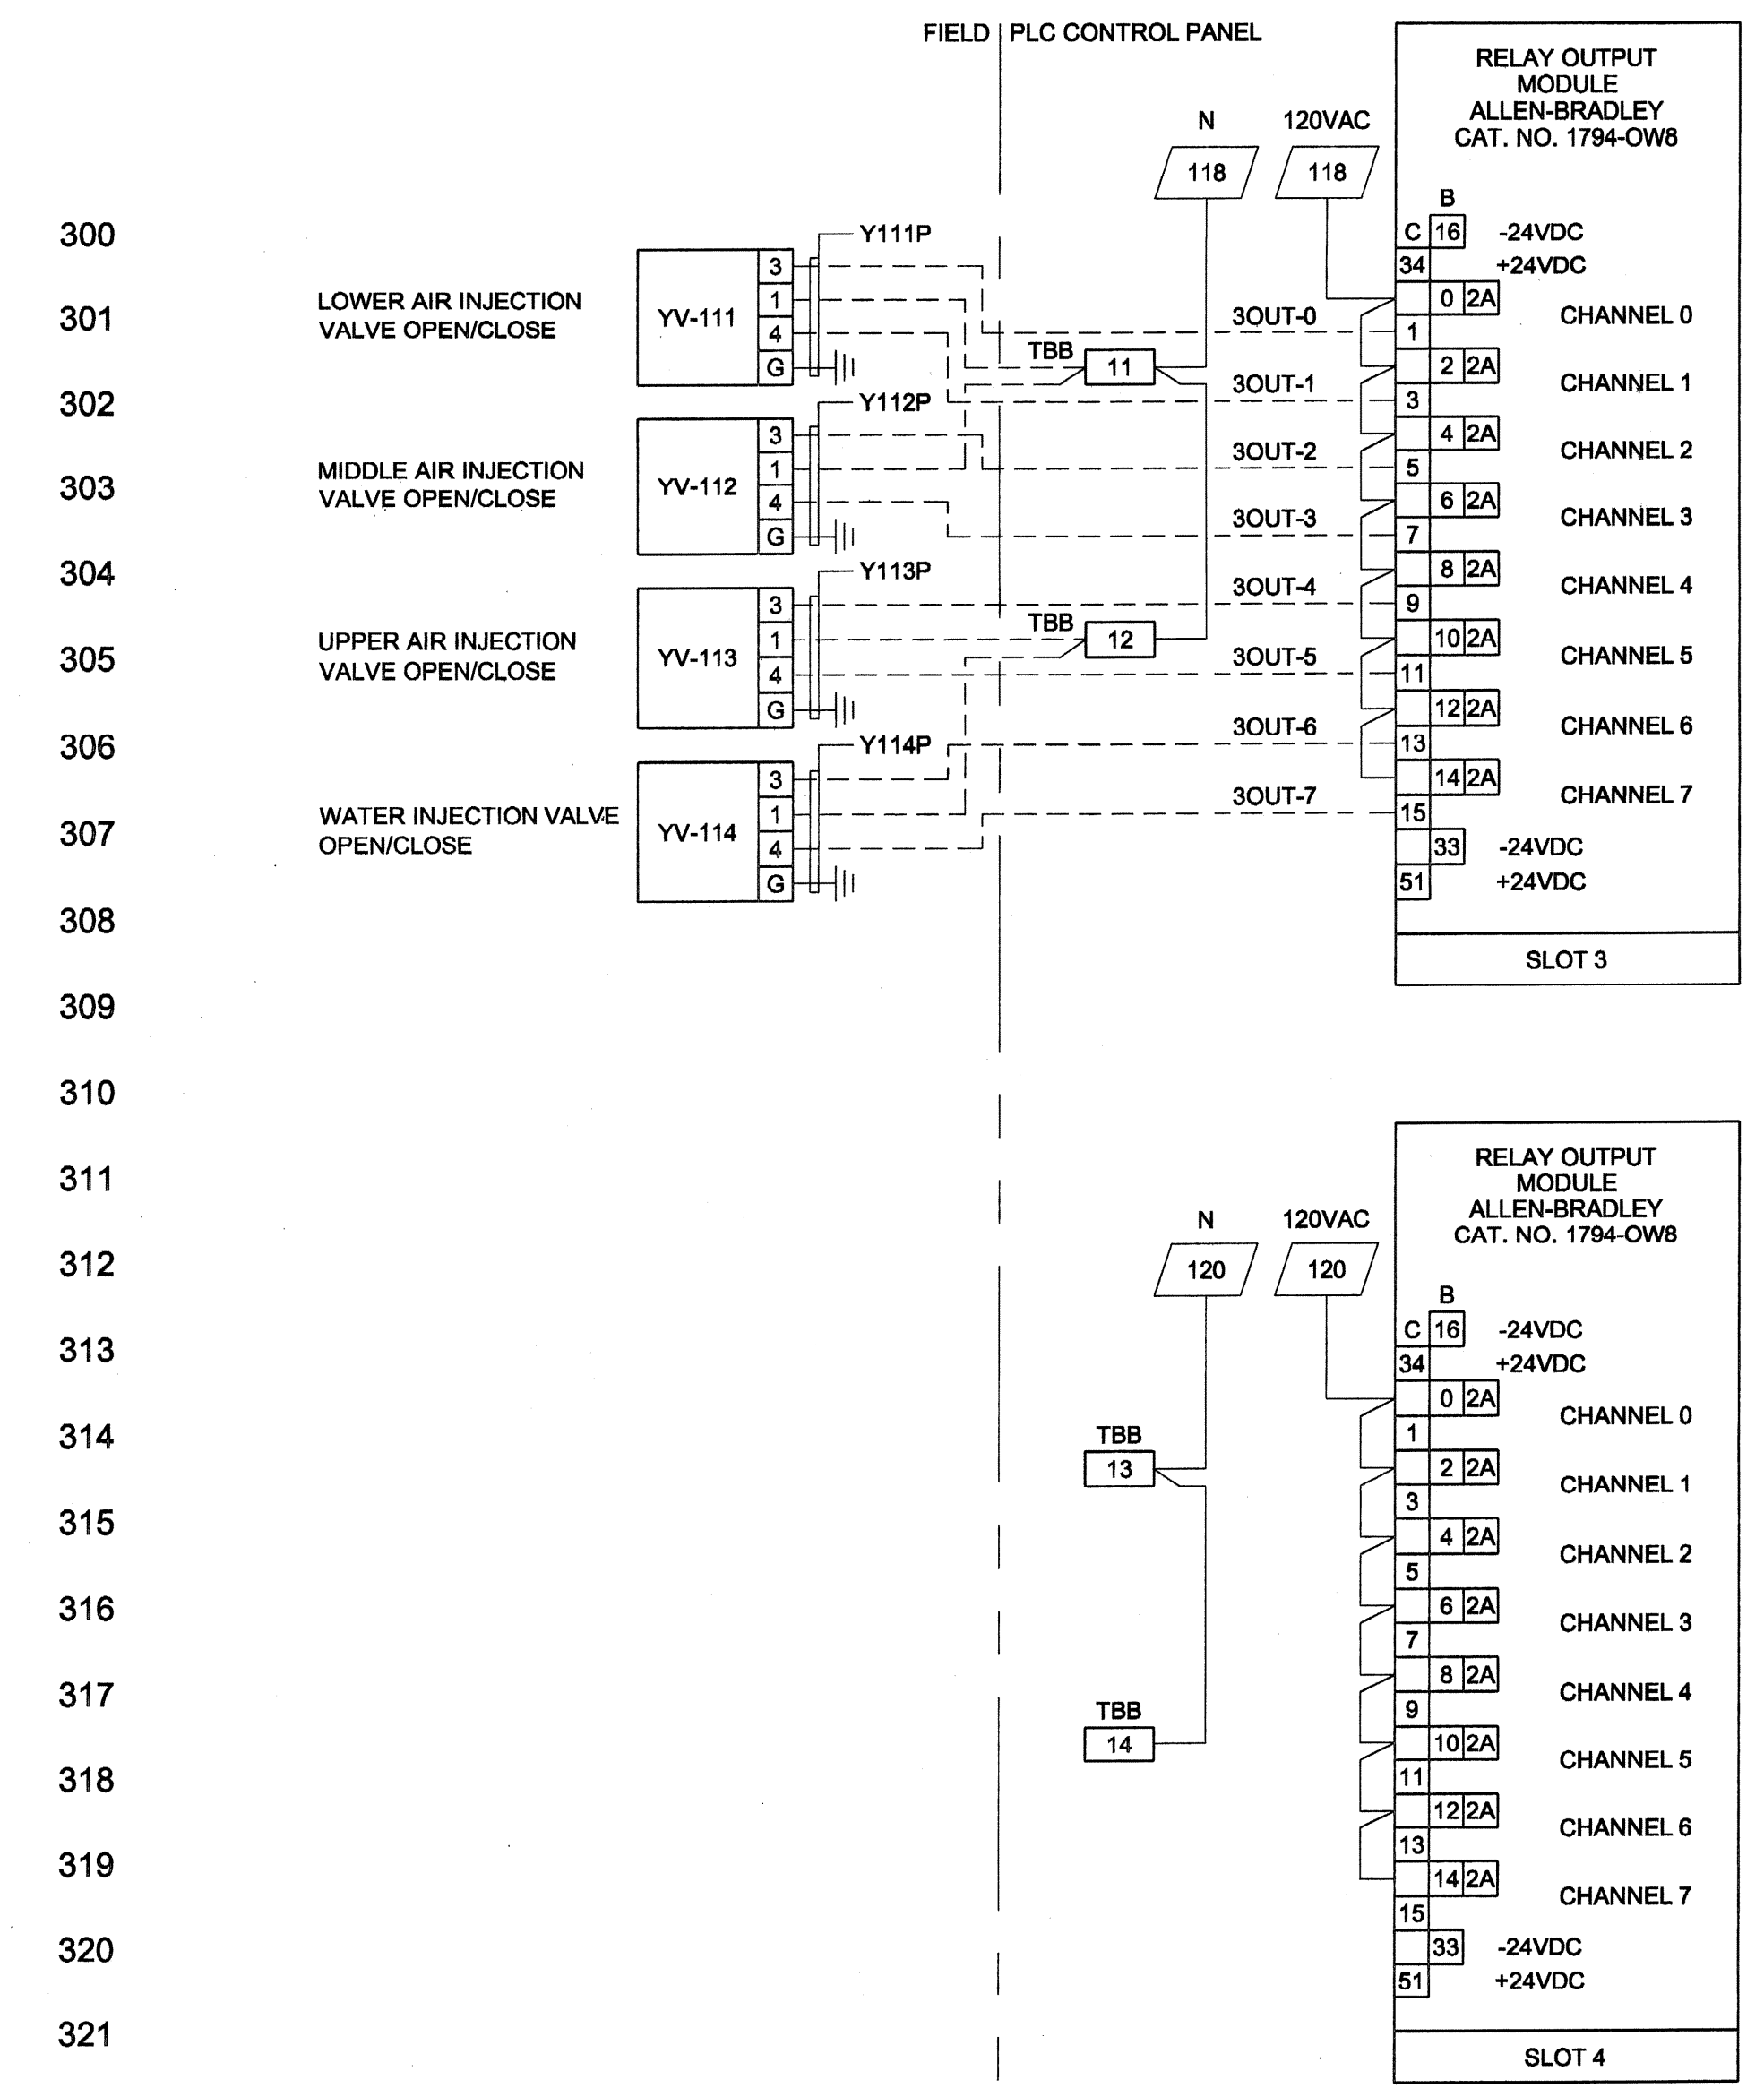 FIELD PLC CONTROL PANEL
RELAY OUTPUT
MODULE
ALLEN-BRADLEY
CAT. NO. 1794-OW8
N 120VAC
118 118
B
300 Y111P C 16 -24VDC
3 34 +24VDC
0 2A
LOWER AIR INJECTION
VALVE OPEN/CLOSE
301 YV-111 1 3OUT-0 CHANNEL 0
4 1
G TBB 11 2 2A
302 Y112P 3OUT-1 CHANNEL 1
3
3 4 2A
MIDDLE AIR INJECTION
VALVE OPEN/CLOSE
303 YV-112 1 3OUT-2 CHANNEL 2
5
4 6 2A
3OUT-3 CHANNEL 3
G 7
304 Y113P 8 2A
3OUT-4 CHANNEL 4
3 9
UPPER AIR INJECTION
VALVE OPEN/CLOSE
305 YV-113 1 TBB 12 10 2A
4 3OUT-5 CHANNEL 5
11
G 12 2A
306 Y114P 3OUT-6 CHANNEL 6
13
3 14 2A
WATER INJECTION VALVE
OPEN/CLOSE
307 YV-114 1 3OUT-7 CHANNEL 7
15
4 33 -24VDC
G 51 +24VDC
308
SLOT 3
309
310
311
RELAY OUTPUT
MODULE
ALLEN-BRADLEY
CAT. NO. 1794-OW8
N 120VAC
312 120 120
B
313 C 16 -24VDC
34 +24VDC
0 2A
CHANNEL 0
314 TBB 1
13 2 2A
CHANNEL 1
3
315 4 2A
CHANNEL 2
5
316 6 2A
CHANNEL 3
7
8 2A
317 CHANNEL 4
TBB 9
14 10 2A
CHANNEL 5
318 11
12 2A
CHANNEL 6
13
319 14 2A
CHANNEL 7
15
320 33 -24VDC
51 +24VDC
321
SLOT 4